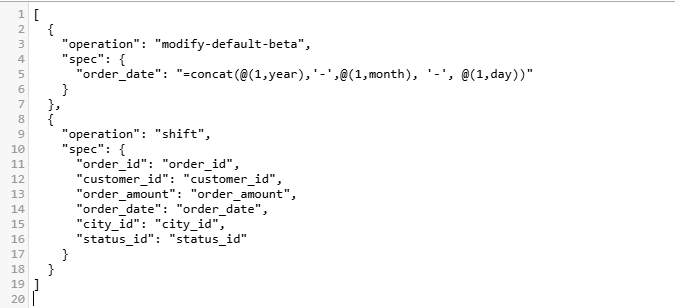 1 [
2   {
3     "operation": "modify-default-beta",
4     "spec": {
5       "order_date": "=concat(@(1,year),'-',@(1,month), '-', @(1,day))"
6     }
7   },
8   {
9     "operation": "shift",
10     "spec": {
11       "order_id": "order_id",
12       "customer_id": "customer_id",
13       "order_amount": "order_amount",
14       "order_date": "order_date",
15       "city_id": "city_id",
16       "status_id": "status_id"
17     }
18   }
19 ]
20